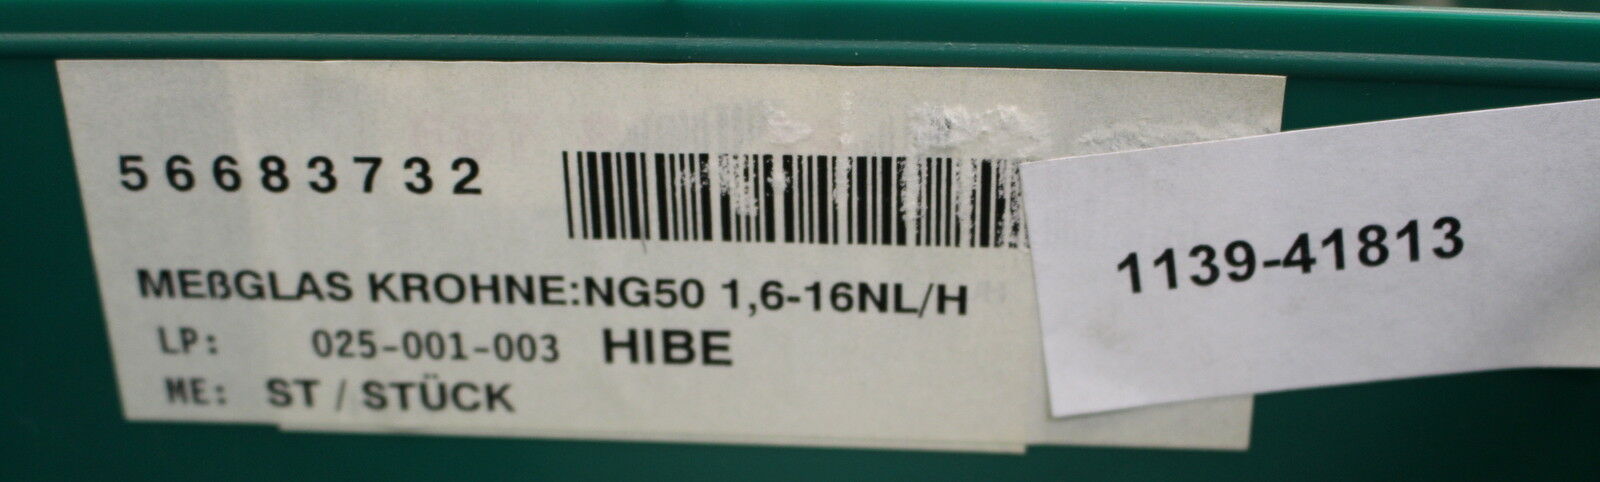 56683732
MEßGLAS KROHNE:NG50 1,6-16NL/H
LP: 025-001-003 HIBE
ME: ST / STÜCK
1139-41813